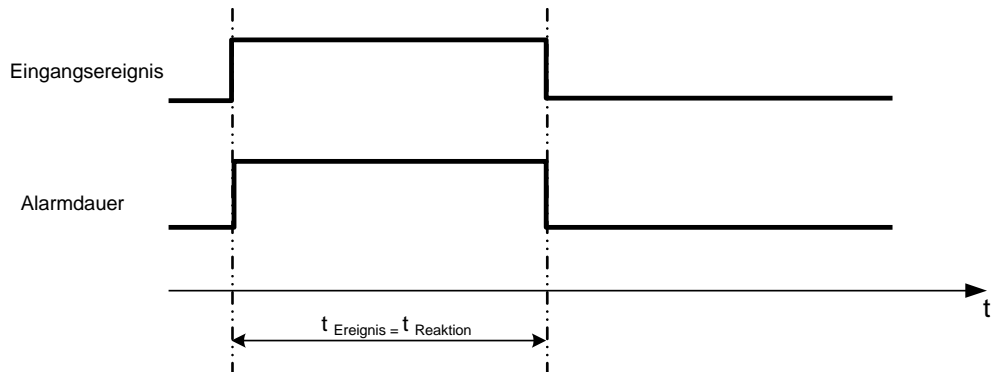 Eingangsereignis
Alarmdauer
t
t Ereignis = t Reaktion